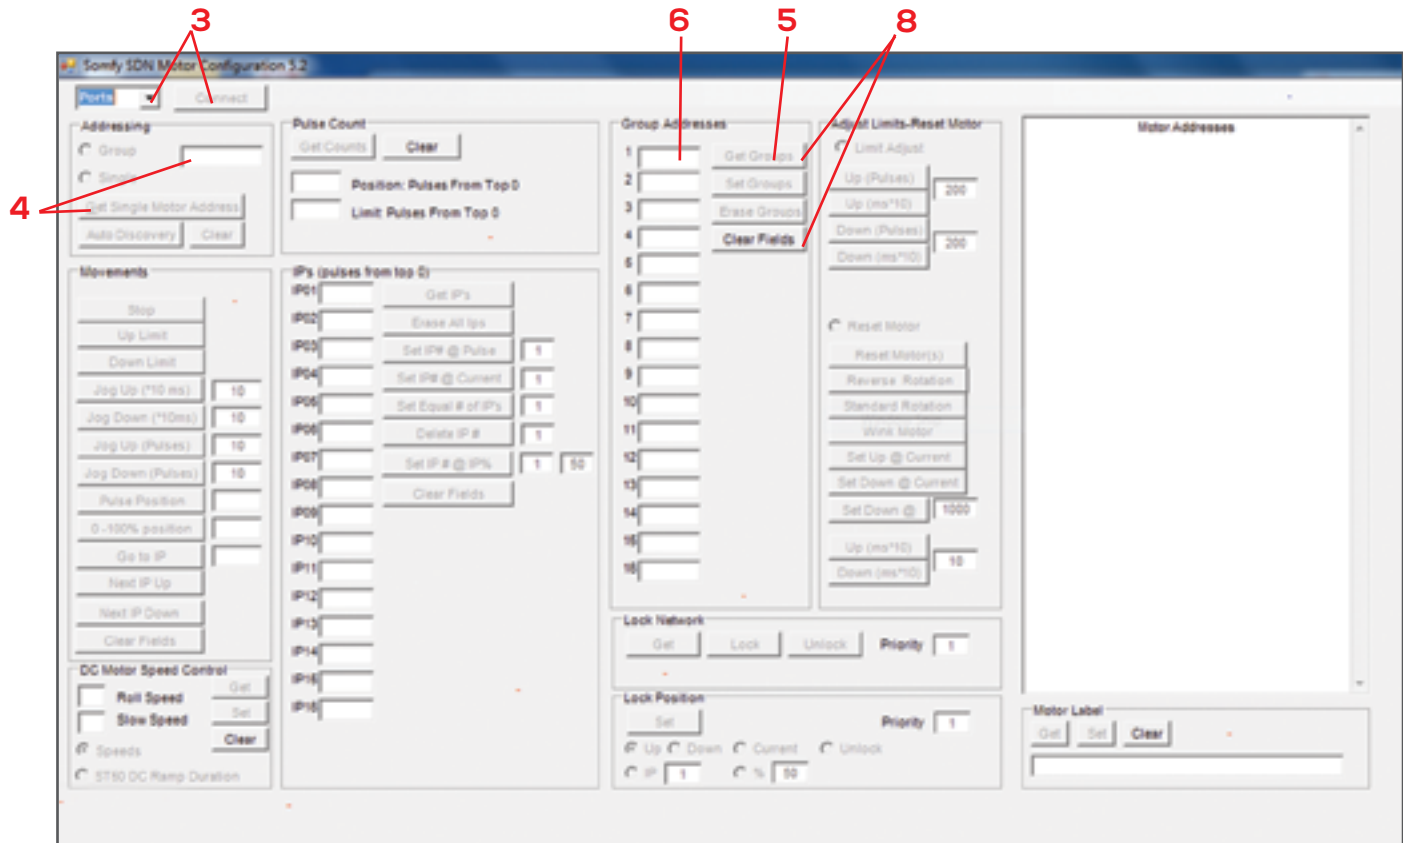 3
6
5
8
4
Somfy SDN Motor Configuration 5.2
Ports
Connect
Addressing
Group
Single
Get Single Motor Address
Auto Discovery
Clear
Pulse Count
Get Counts
Clear
Position: Pulses From Top 0
Limit: Pulses From Top 0
Movements
Stop
Up Limit
Down Limit
Jog Up (*10 ms) 10
Jog Down (*10ms) 10
Jog Up (Pulses) 10
Jog Down (Pulses) 10
Pulse Position
0 -100% position
Go to IP
Next IP Up
Next IP Down
Clear Fields
DC Motor Speed Control
Roll Speed
Get
Slow Speed
Set
Clear
Speeds
ST50 DC Ramp Duration
IP's (pulses from top 0)
IP01 Get IP's
IP02 Erase All Ips
IP03 Set IP# @ Pulse 1
IP04 Set IP# @ Current 1
IP05 Set Equal # of IP's 1
IP06 Delete IP # 1
IP07 Set IP # @ IP% 1 50
IP08 Clear Fields
IP09
IP10
IP11
IP12
IP13
IP14
IP15
IP16
Group Addresses
1 Get Groups
2 Set Groups
3 Erase Groups
4 Clear Fields
5
6
7
8
9
10
11
12
13
14
15
16
Adjust Limits-Reset Motor
Limit Adjust
Up (Pulses)
200
Up (ms*10)
Down (Pulses)
200
Down (ms*10)
Reset Motor
Reset Motor(s)
Reverse Rotation
Standard Rotation
Wink Motor
Set Up @ Current
Set Down @ Current
Set Down @ 1000
Up (ms*10)
10
Down (ms*10)
Lock Network
Get Lock Unlock Priority 1
Lock Position
Set Priority 1
Up Down Current Unlock
IP 1 % 50
Motor Addresses
Motor Label
Get Set Clear